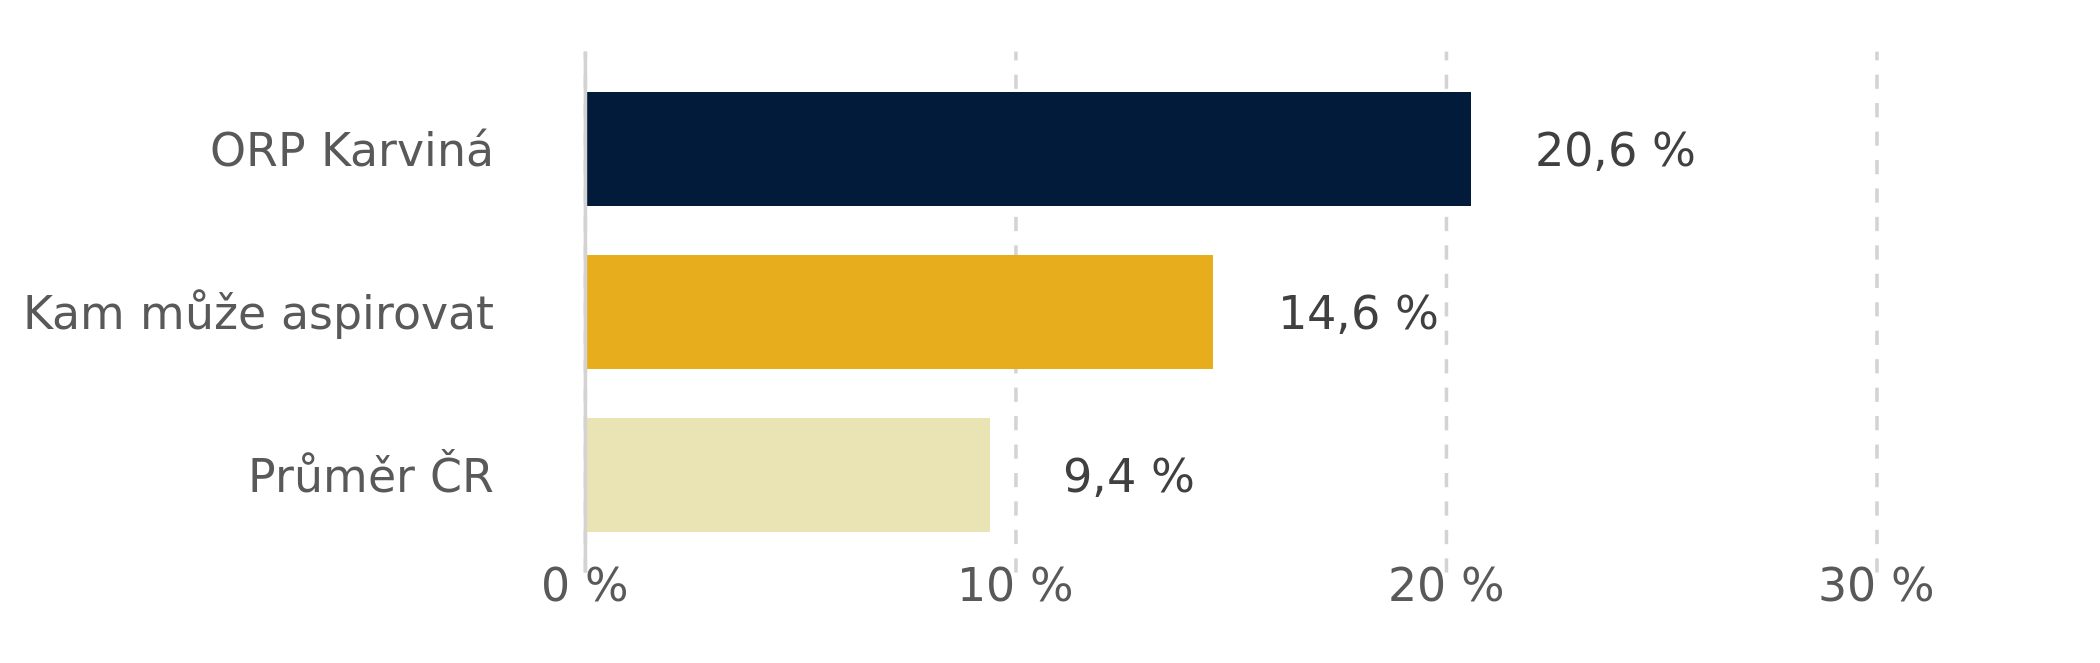 ORP Karviná 20,6 %
Kam může aspirovat 14,6 %
Průměr ČR 9,4 %
0 % 10 % 20 % 30 %